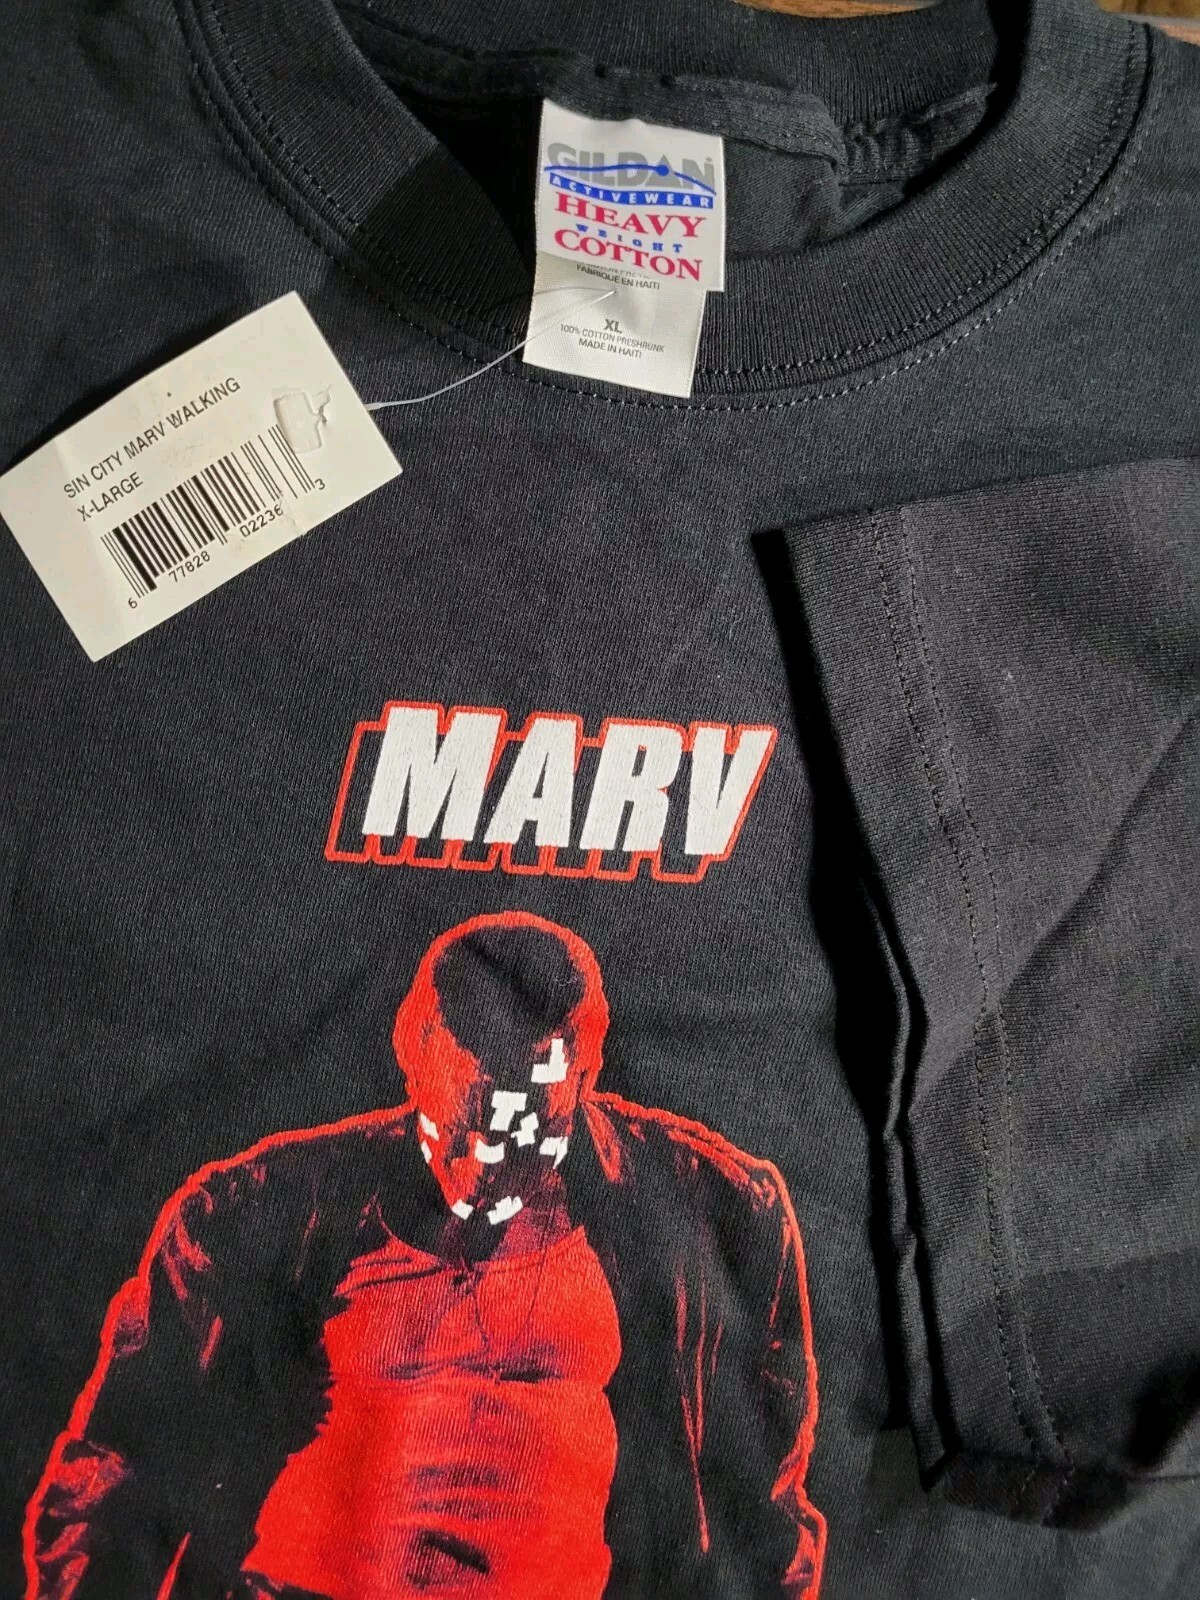 GILDAN
ACTIVEWEAR
HEAVY
WEIGHT
COTTON
FABRIQUE EN HAITI
XL
100% COTTON PRESHRUNK
MADE IN HAITI
SIN CITY MARV WALKING
X-LARGE
6 77828 02236 3
MARV